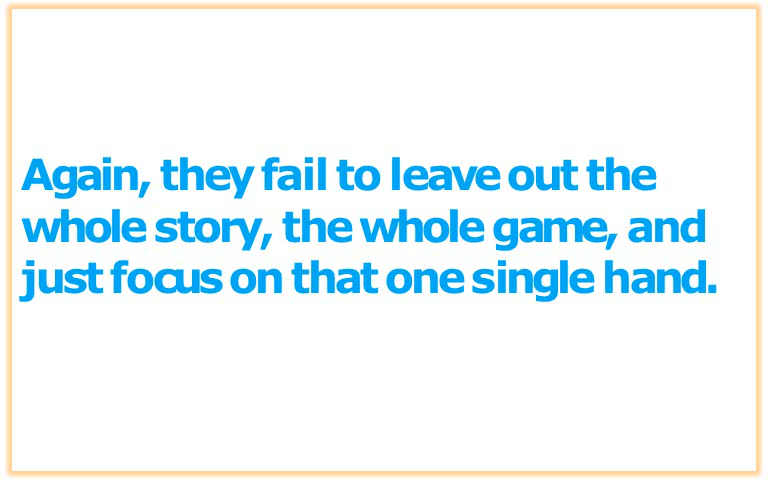 Again, they fail to leave out the
whole story, the whole game, and
just focus on that one single hand.